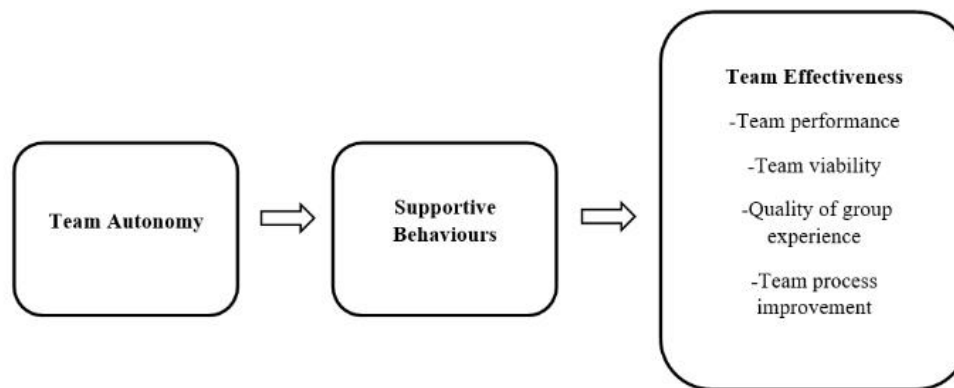 Team Autonomy
Supportive
Behaviours
Team Effectiveness
-Team performance
-Team viability
-Quality of group
experience
-Team process
improvement